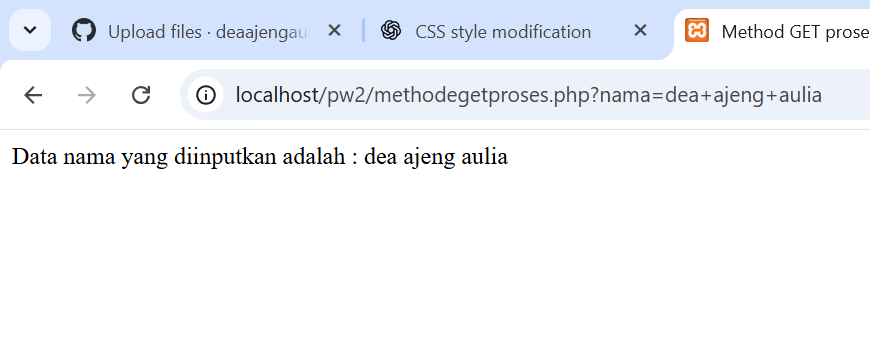 Upload files · deaajengau
CSS style modification
Method GET prose
localhost/pw2/methodegetproses.php?nama=dea+ajeng+aulia
Data nama yang diinputkan adalah : dea ajeng aulia